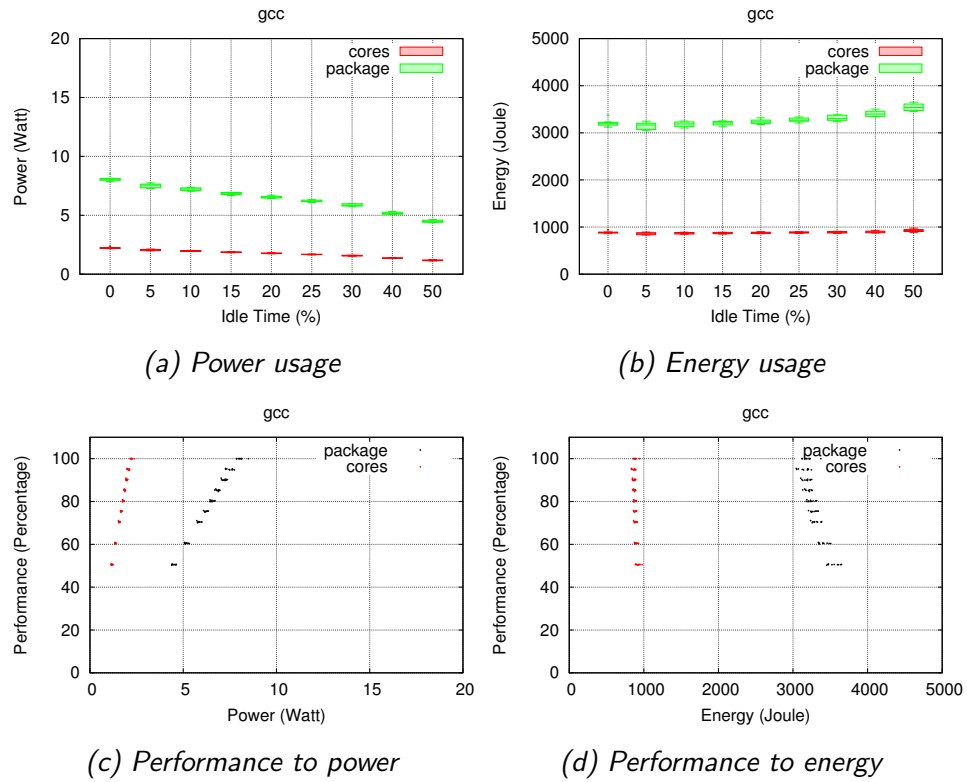 gcc
Power (Watt)
20
15
10
5
0
cores
package
0 5 10 15 20 25 30 40 50
Idle Time (%)
(a) Power usage
gcc
Energy (Joule)
5000
4000
3000
2000
1000
0
cores
package
0 5 10 15 20 25 30 40 50
Idle Time (%)
(b) Energy usage
gcc
Performance (Percentage)
100
80
60
40
20
0
package
cores
0 5 10 15 20
Power (Watt)
(c) Performance to power
gcc
Performance (Percentage)
100
80
60
40
20
0
package
cores
0 1000 2000 3000 4000 5000
Energy (Joule)
(d) Performance to energy